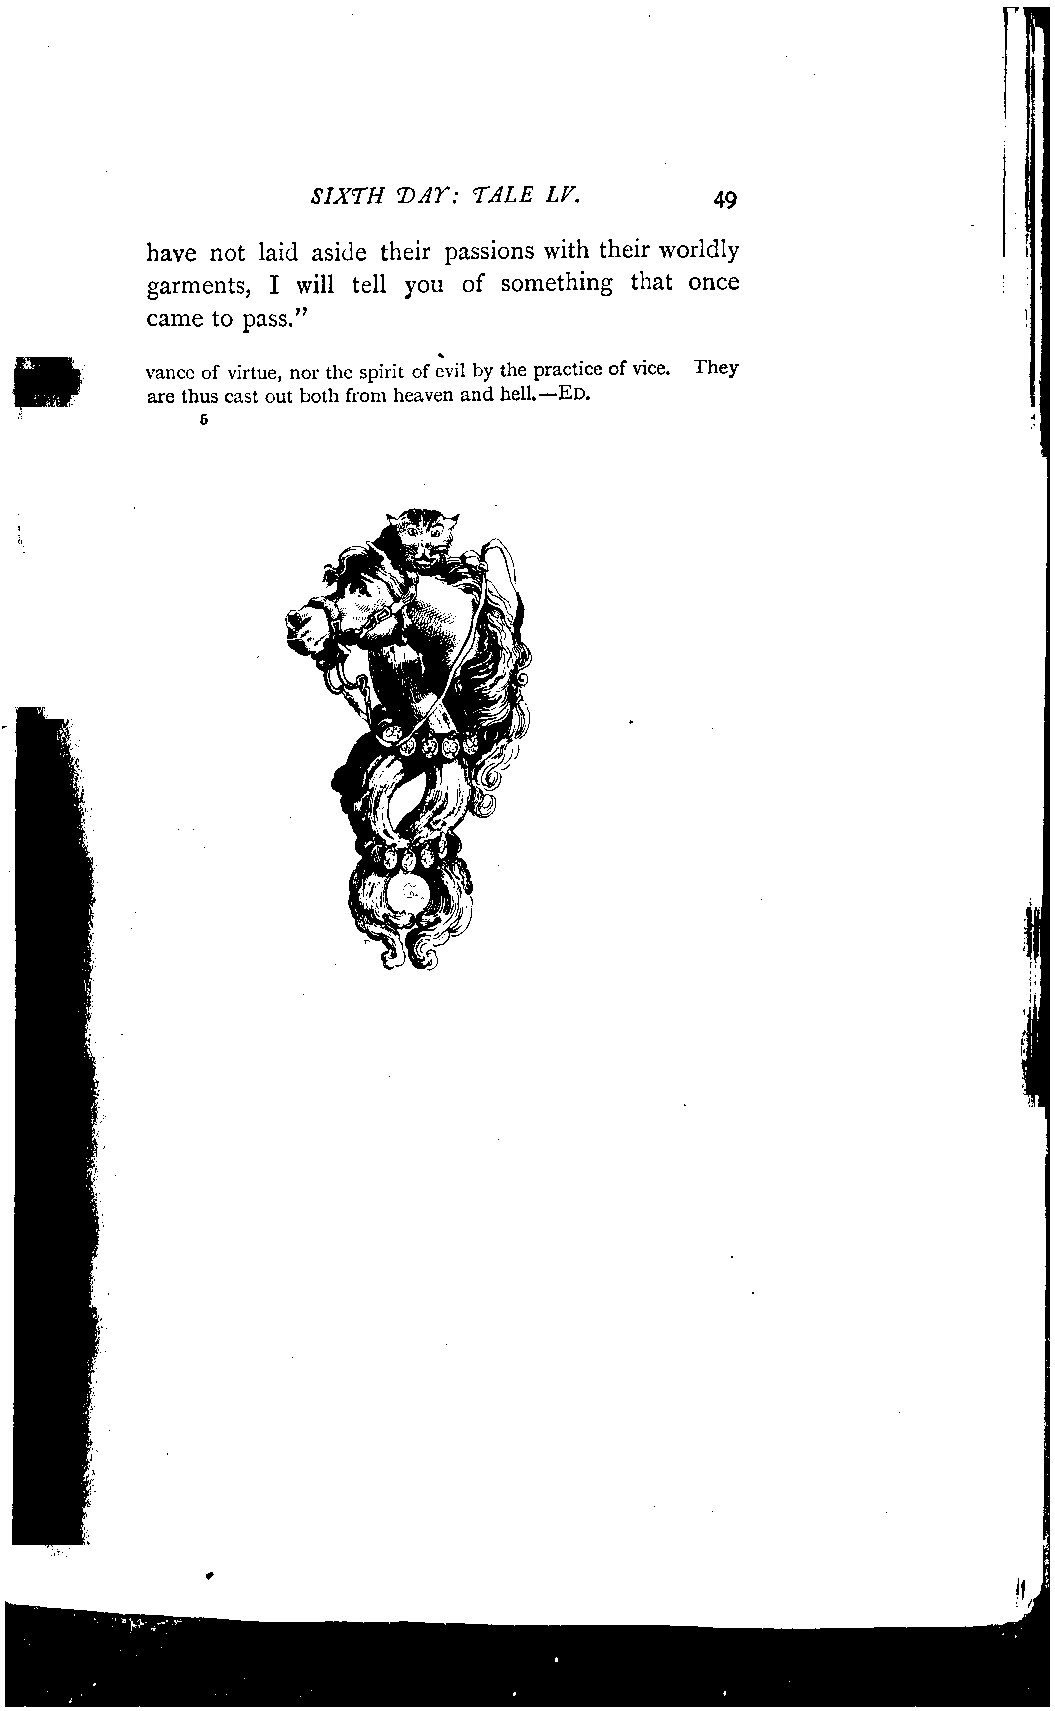 SIXTH DAY: TALE LV. 49
have not laid aside their passions with their worldly
garments, I will tell you of something that once
came to pass.”
vance of virtue, nor the spirit of evil by the practice of vice. They
are thus cast out both from heaven and hell.—ED.
5